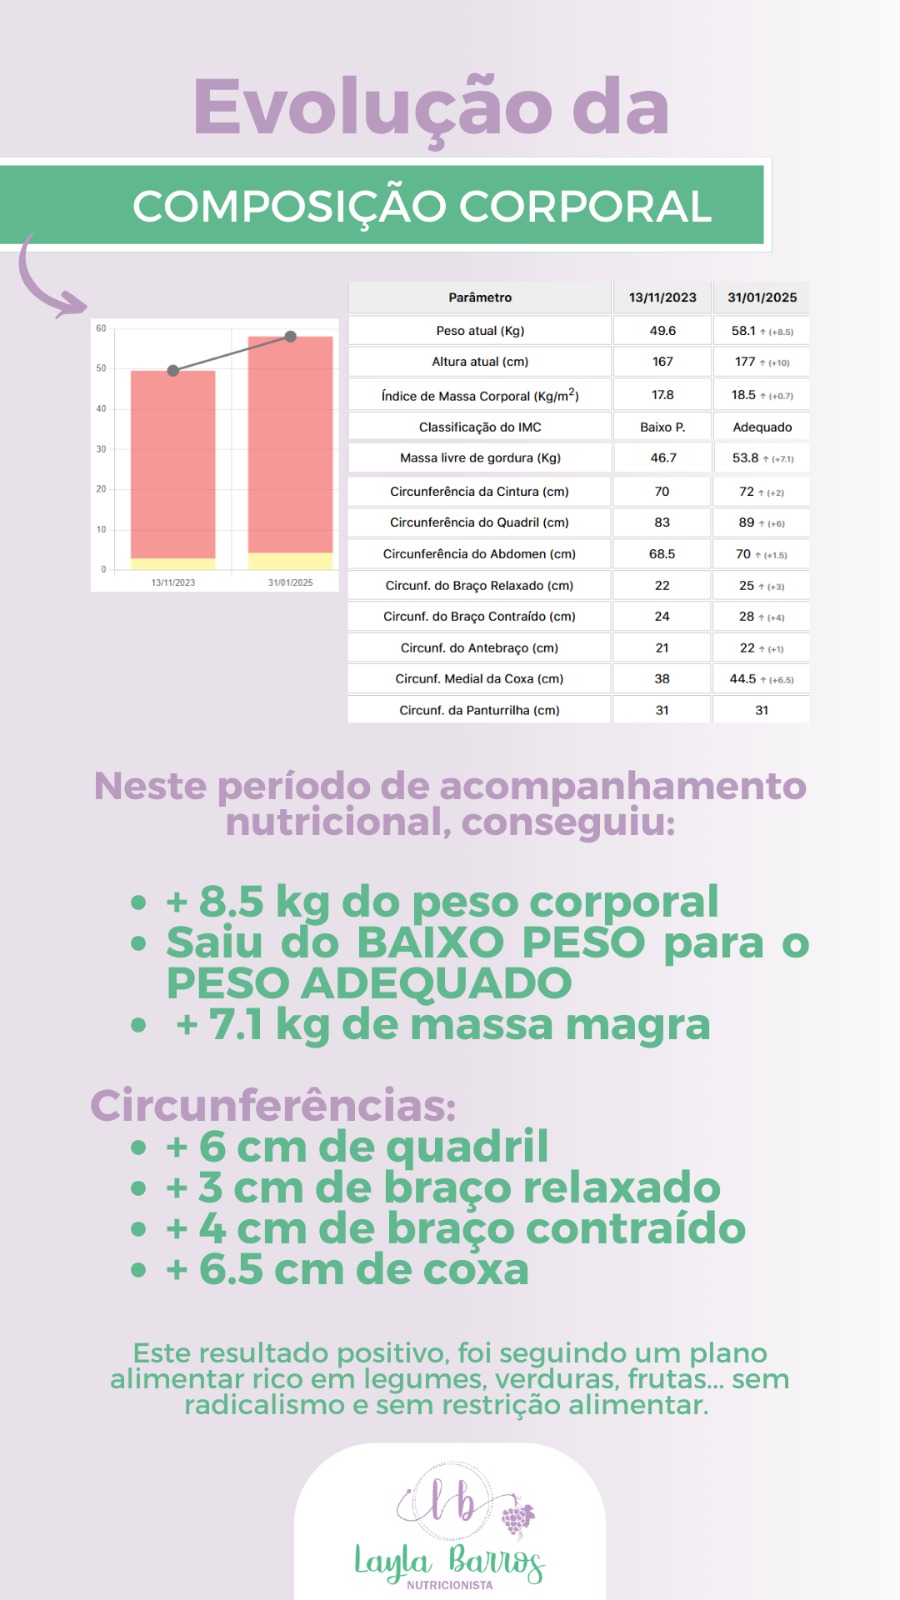 Evolução da
COMPOSIÇÃO CORPORAL
60
50
40
30
20
10
0
13/11/2023 31/01/2025
Parâmetro 13/11/2023 31/01/2025
Peso atual (Kg) 49.6 58.1 ↑ (+8.5)
Altura atual (cm) 167 177 ↑ (+10)
Índice de Massa Corporal (Kg/m²) 17.8 18.5 ↑ (+0.7)
Classificação do IMC Baixo P. Adequado
Massa livre de gordura (Kg) 46.7 53.8 ↑ (+7.1)
Circunferência da Cintura (cm) 70 72 ↑ (+2)
Circunferência do Quadril (cm) 83 89 ↑ (+6)
Circunferência do Abdomen (cm) 68.5 70 ↑ (+1.5)
Circunf. do Braço Relaxado (cm) 22 25 ↑ (+3)
Circunf. do Braço Contraído (cm) 24 28 ↑ (+4)
Circunf. do Antebraço (cm) 21 22 ↑ (+1)
Circunf. Medial da Coxa (cm) 38 44.5 ↑ (+6.5)
Circunf. da Panturrilha (cm) 31 31
Neste período de acompanhamento
nutricional, conseguiu:
• + 8.5 kg do peso corporal
• Saiu do BAIXO PESO para o
PESO ADEQUADO
• + 7.1 kg de massa magra
Circunferências:
• + 6 cm de quadril
• + 3 cm de braço relaxado
• + 4 cm de braço contraído
• + 6.5 cm de coxa
Este resultado positivo, foi seguindo um plano
alimentar rico em legumes, verduras, frutas... sem
radicalismo e sem restrição alimentar.
lb
Layla Barros
NUTRICIONISTA